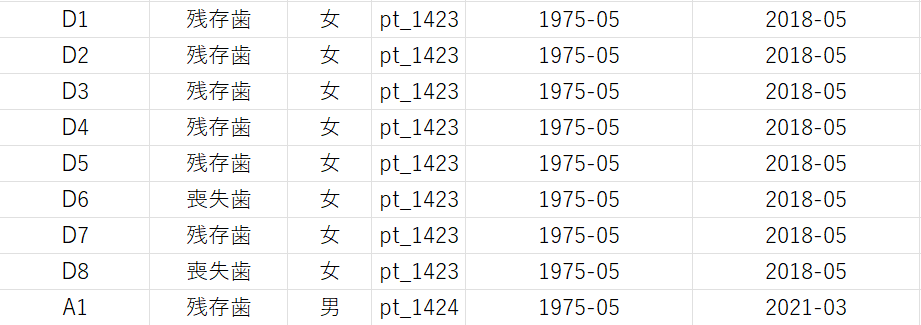 D1 残存歯 女 pt_1423 1975-05 2018-05
D2 残存歯 女 pt_1423 1975-05 2018-05
D3 残存歯 女 pt_1423 1975-05 2018-05
D4 残存歯 女 pt_1423 1975-05 2018-05
D5 残存歯 女 pt_1423 1975-05 2018-05
D6 喪失歯 女 pt_1423 1975-05 2018-05
D7 残存歯 女 pt_1423 1975-05 2018-05
D8 喪失歯 女 pt_1423 1975-05 2018-05
A1 残存歯 男 pt_1424 1975-05 2021-03